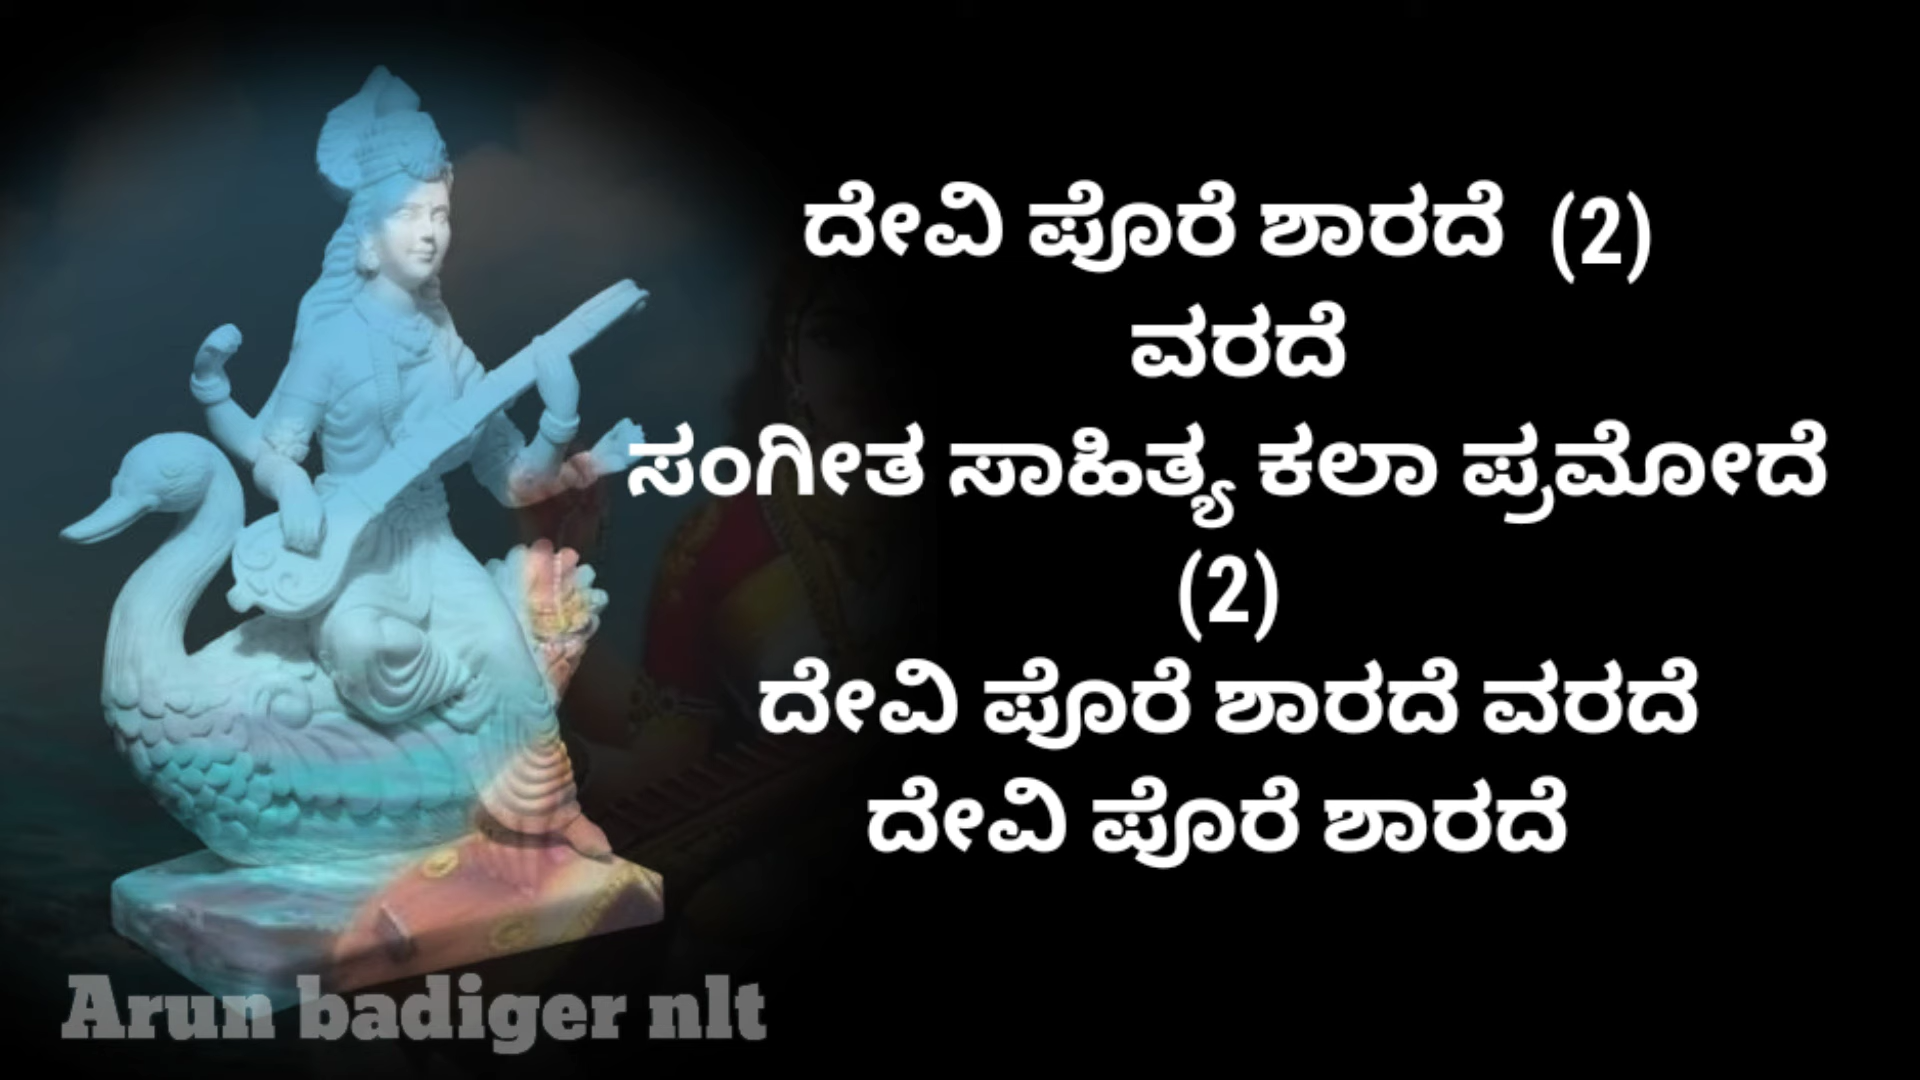 ದೇವಿ ಪೊರೆ ಶಾರದೆ (2)
ವರದೆ
ಸಂಗೀತ ಸಾಹಿತ್ಯ ಕಲಾ ಪ್ರಮೋದೆ
(2)
ದೇವಿ ಪೊರೆ ಶಾರದೆ ವರದೆ
ದೇವಿ ಪೊರೆ ಶಾರದೆ
Arun badiger nlt